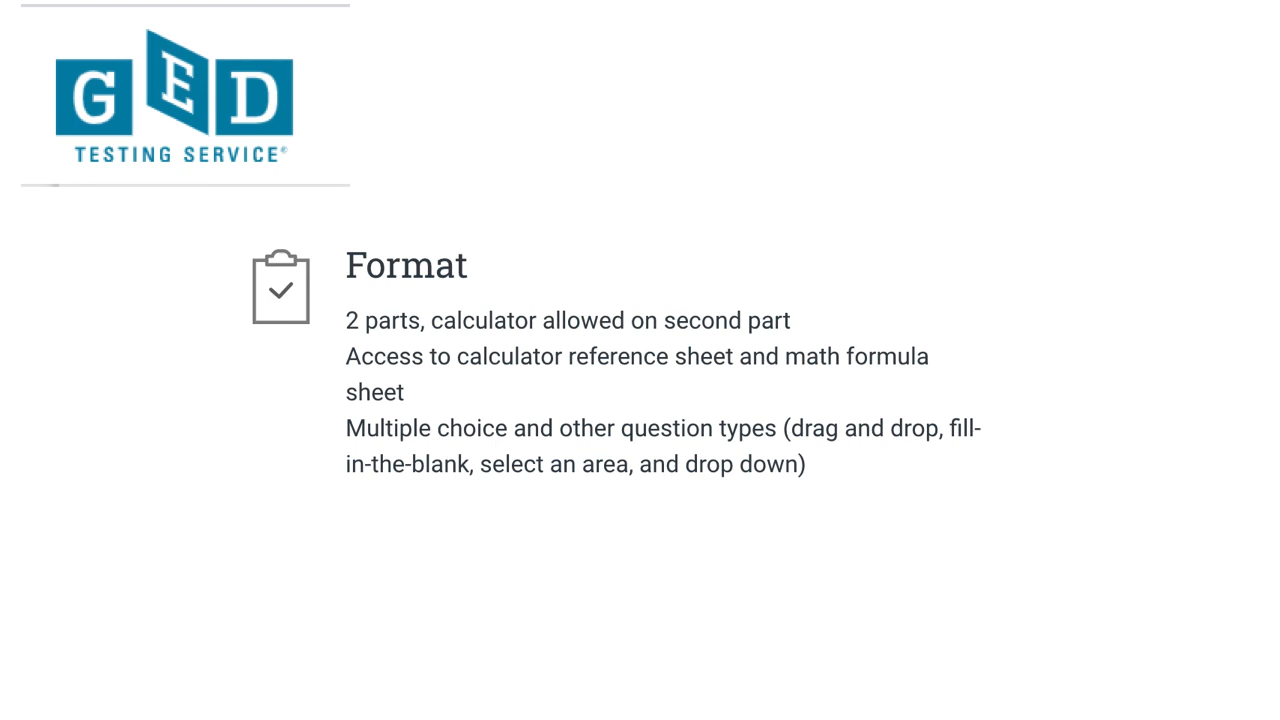 GED
TESTING SERVICE®
Format
2 parts, calculator allowed on second part
Access to calculator reference sheet and math formula
sheet
Multiple choice and other question types (drag and drop, fill-
in-the-blank, select an area, and drop down)